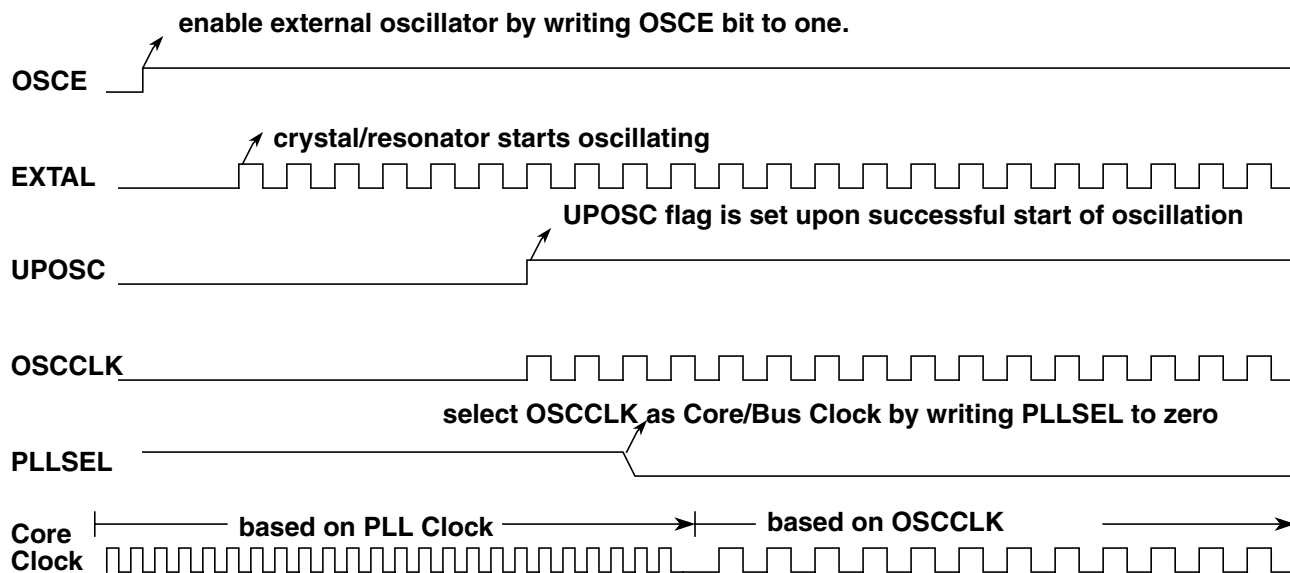 enable external oscillator by writing OSCE bit to one.
OSCE
crystal/resonator starts oscillating
EXTAL
UPOSC flag is set upon successful start of oscillation
UPOSC
OSCCLK
select OSCCLK as Core/Bus Clock by writing PLLSEL to zero
PLLSEL
based on PLL Clock
based on OSCCLK
Core
Clock